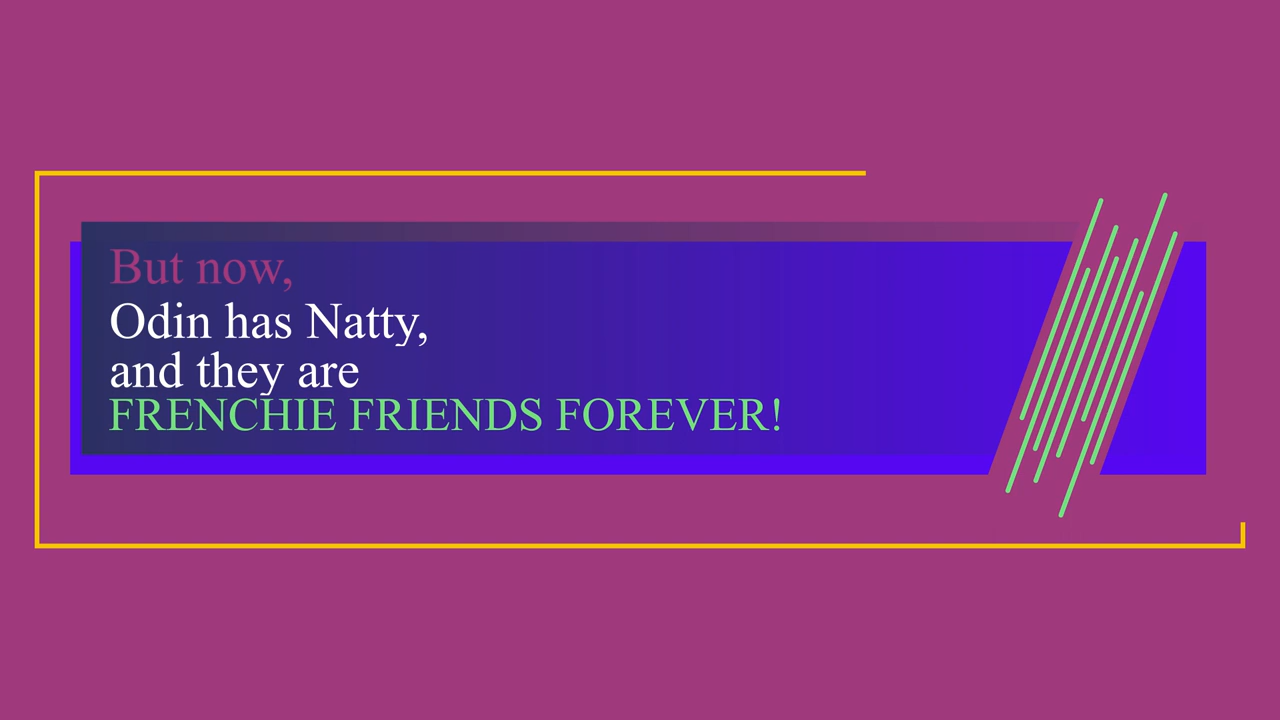 But now,
Odin has Natty,
and they are
FRENCHIE FRIENDS FOREVER!